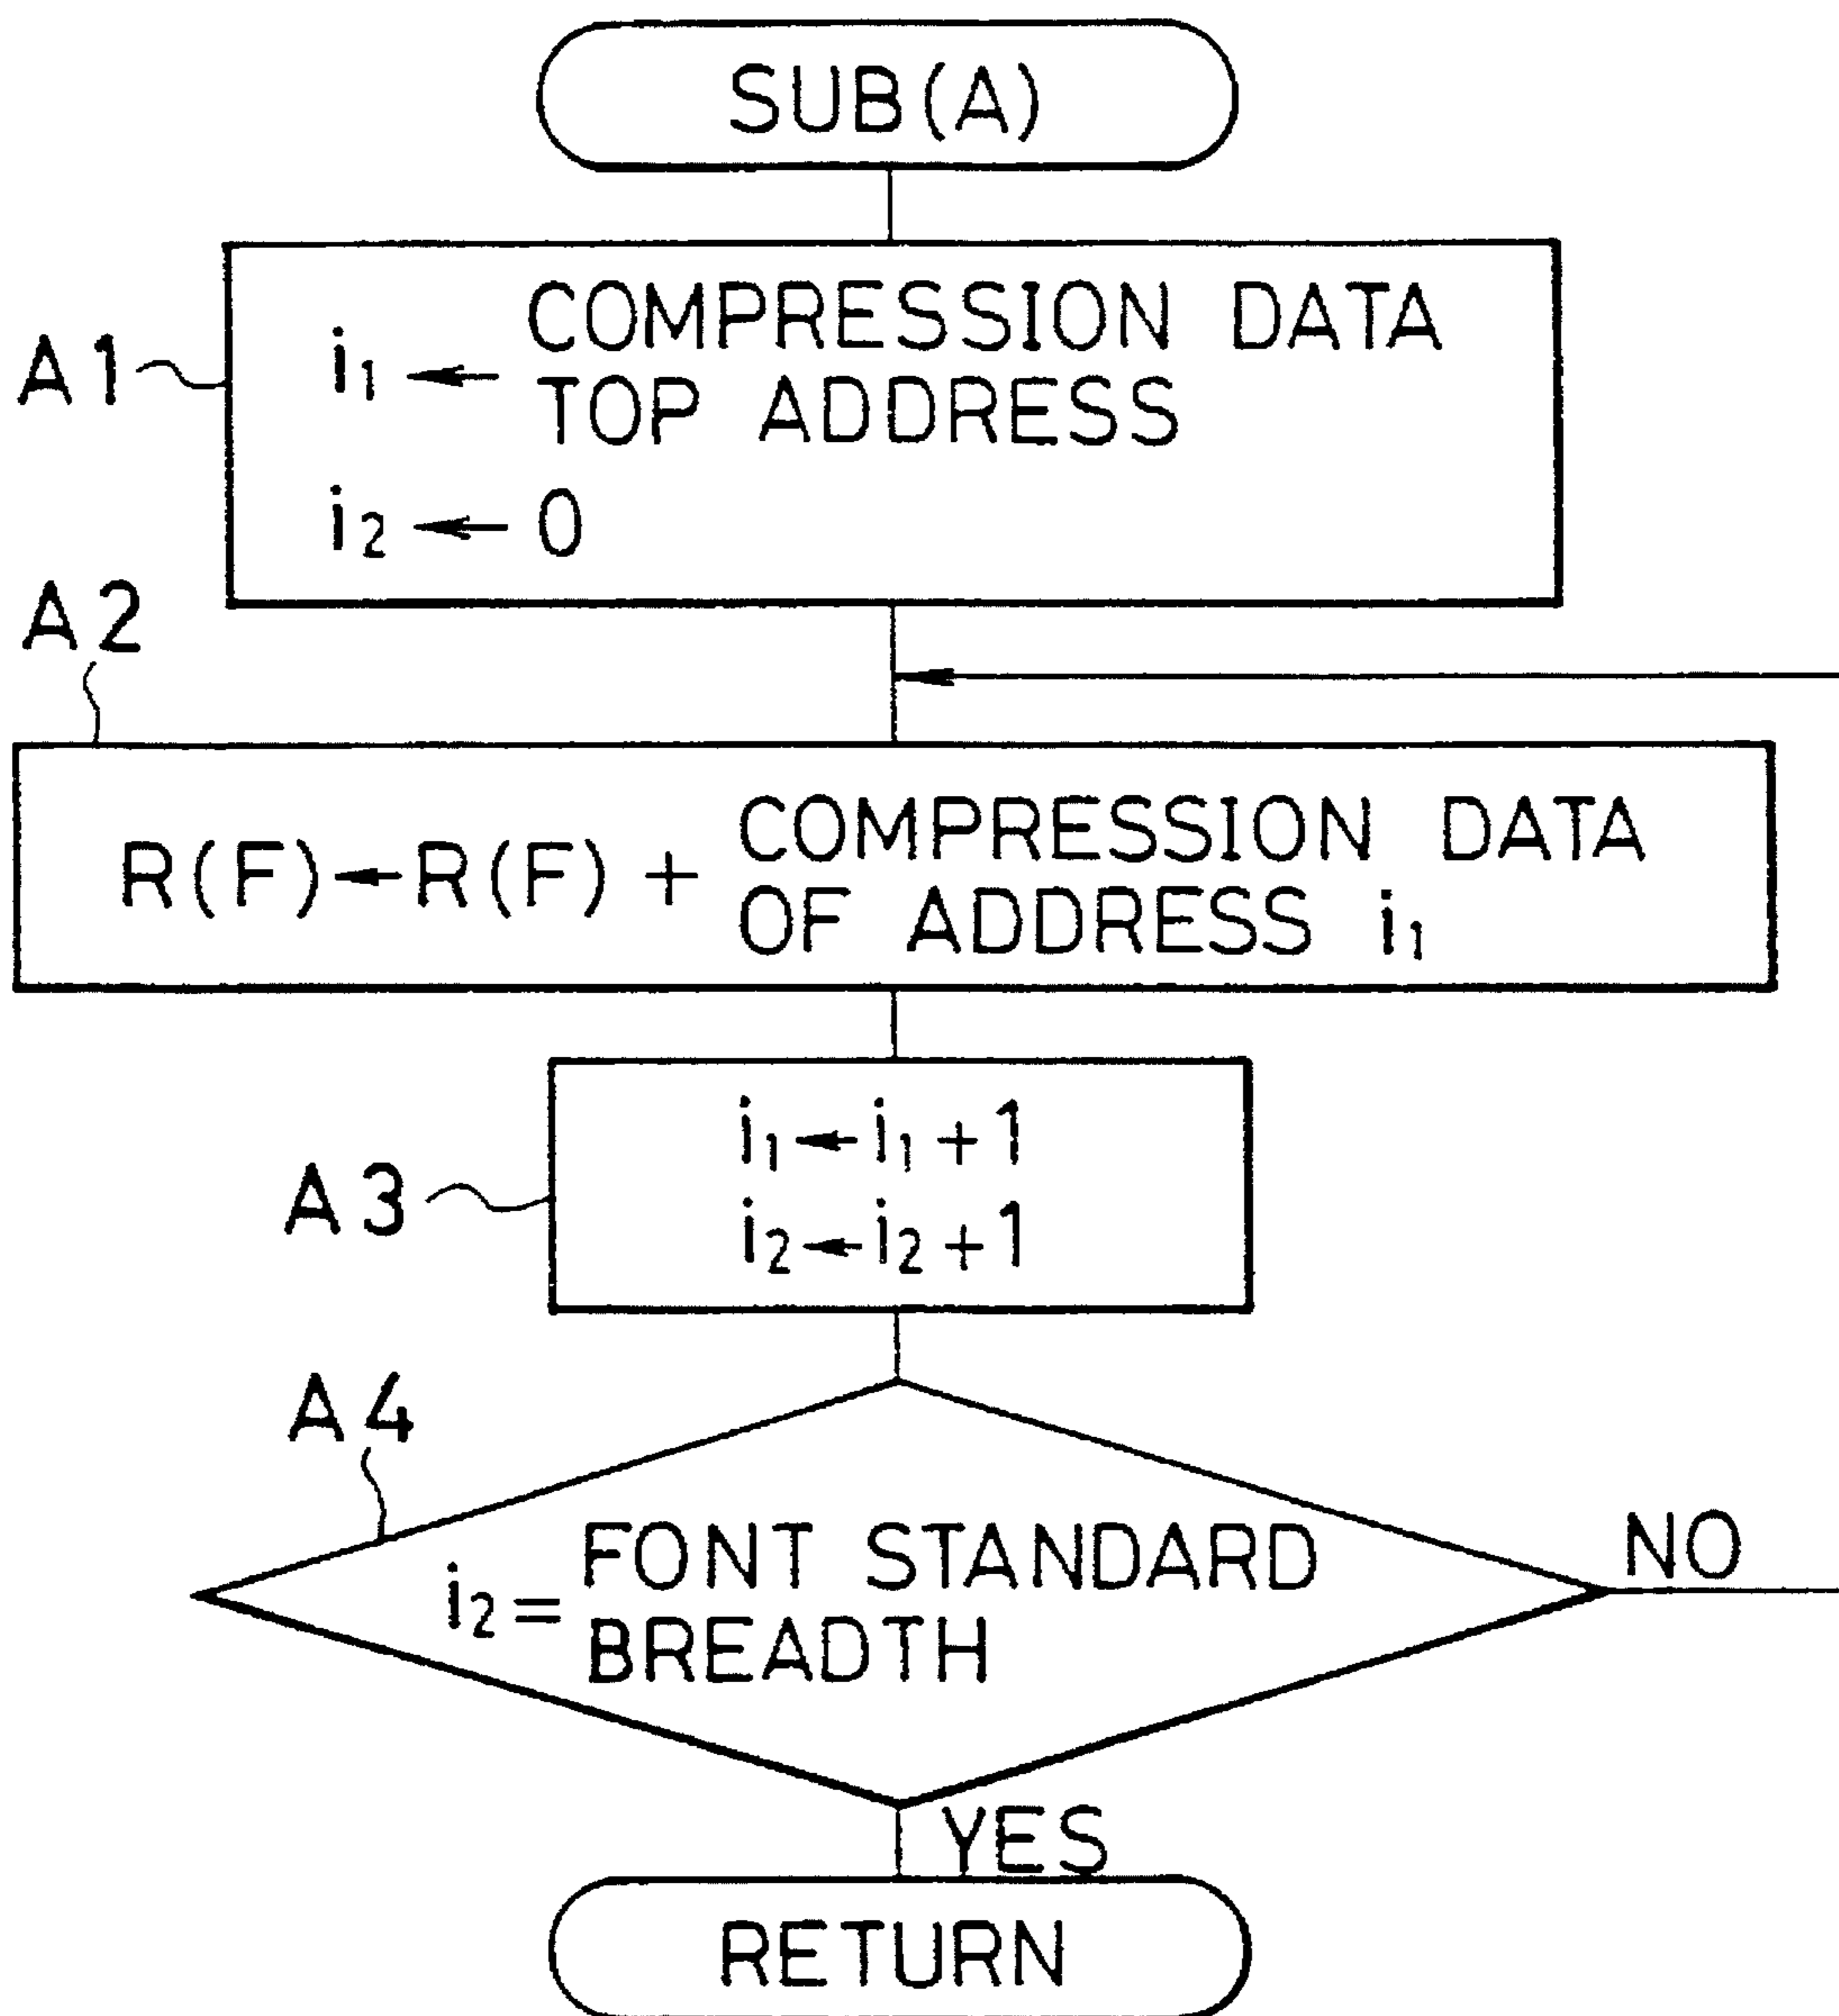 SUB(A)
A1
i₁ ← COMPRESSION DATA
TOP ADDRESS
i₂ ← 0
A2
R(F)←R(F) + COMPRESSION DATA
OF ADDRESS i₁
A3
i₁←i₁+1
i₂←i₂+1
A4
i₂= FONT STANDARD
BREADTH
NO
YES
RETURN